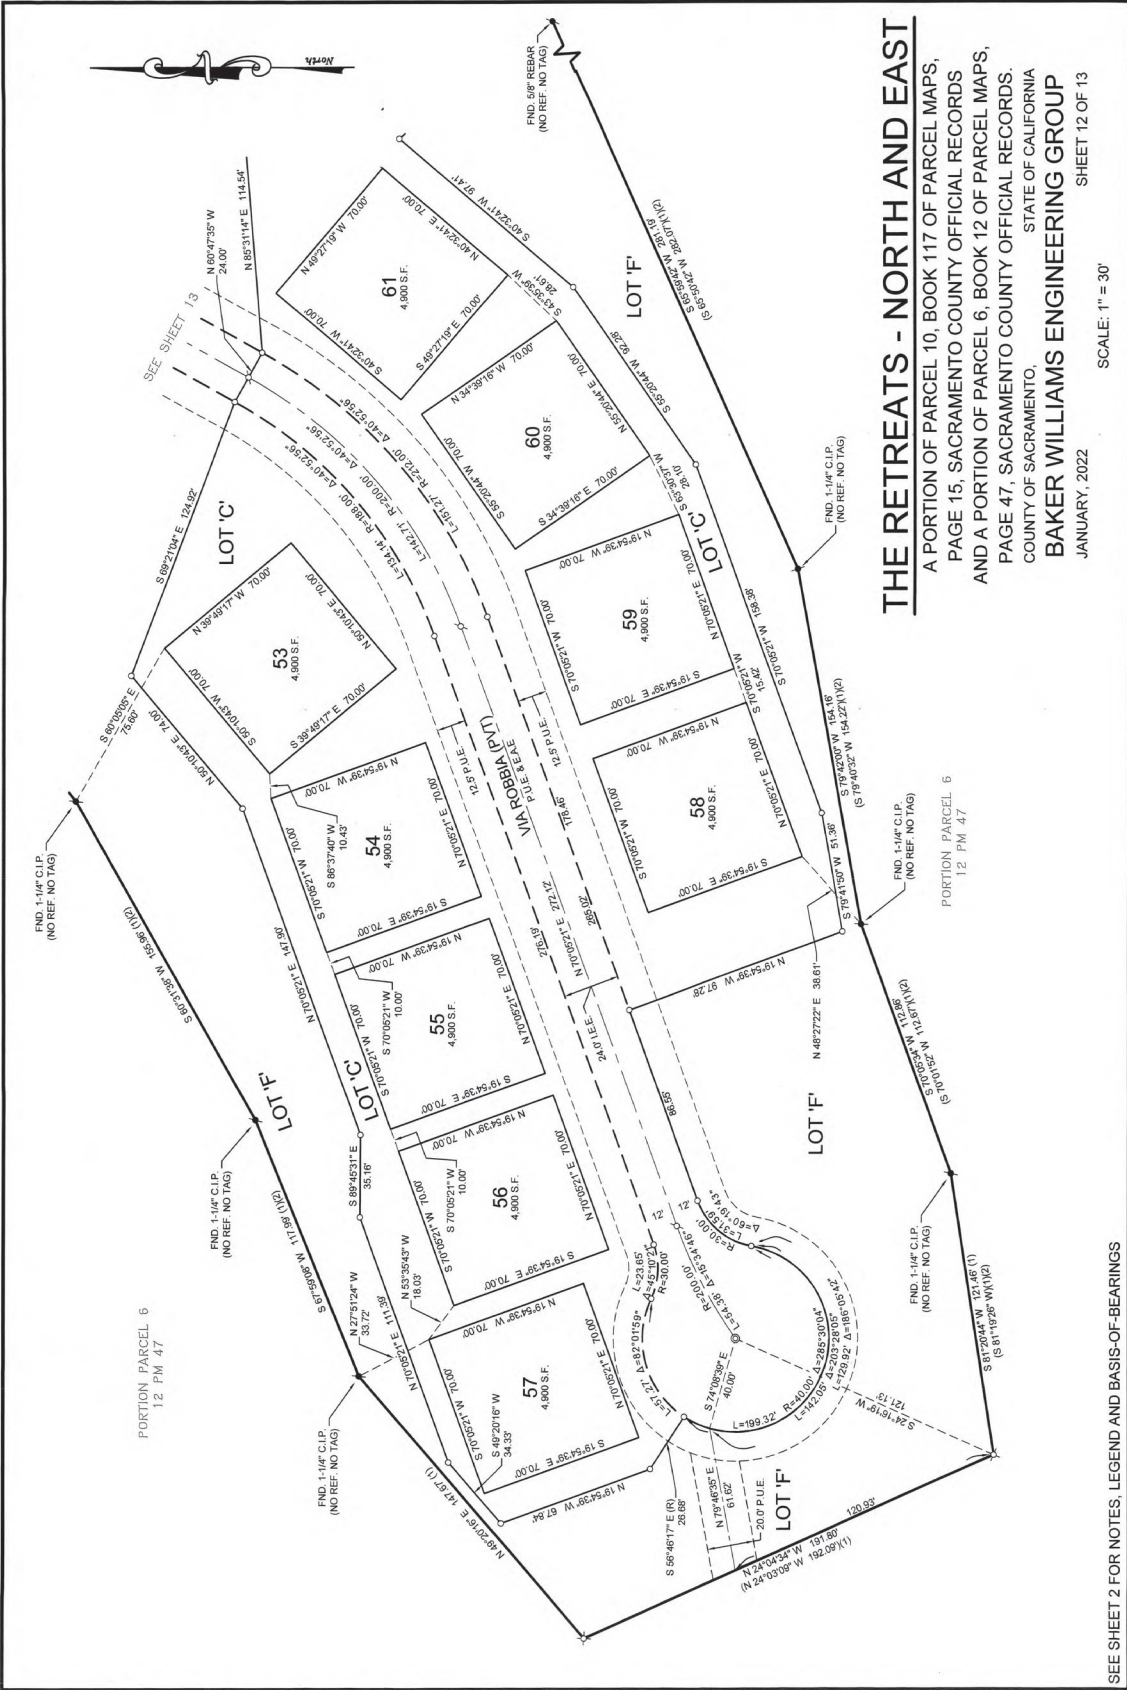 THE RETREATS - NORTH AND EAST
A PORTION OF PARCEL 10, BOOK 117 OF PARCEL MAPS,
PAGE 15, SACRAMENTO COUNTY OFFICIAL RECORDS
AND A PORTION OF PARCEL 6, BOOK 12 OF PARCEL MAPS,
PAGE 47, SACRAMENTO COUNTY OFFICIAL RECORDS.
COUNTY OF SACRAMENTO, STATE OF CALIFORNIA
BAKER WILLIAMS ENGINEERING GROUP
JANUARY, 2022 SHEET 12 OF 13
SCALE: 1" = 30'
North
SEE SHEET 13
N 60°47'35" W
24.00'
N 85°31'14" E 114.54'
S 69°21'04" E 124.92'
LOT 'C'
S 60°05'05" E
75.60'
FND. 1-1/4" C.I.P.
(NO REF. NO TAG)
S 60°31'38" W 155.96' (1)(2)
FND. 1-1/4" C.I.P.
(NO REF. NO TAG)
LOT 'F'
S 67°59'08" W 117.99' (1)(2)
FND. 1-1/4" C.I.P.
(NO REF. NO TAG)
N 49°20'16" E 147.67' (1)
PORTION PARCEL 6
12 PM 47
N 50°10'43" E 74.00'
N 70°05'21" E 147.90'
LOT 'C'
S 89°45'31" E
35.16'
N 27°51'24" W
33.72'
N 70°05'21" E 111.39'
N 53°35'43" W
18.03'
S 49°20'16" W
34.33'
N 19°54'39" W 67.84'
S 56°46'17" E (R)
26.68'
53
4,900 S.F.
N 39°49'17" W 70.00'
N 50°10'43" E 70.00'
S 39°49'17" E 70.00'
S 50°10'43" W 70.00'
S 86°37'40" W
10.43'
54
4,900 S.F.
S 70°05'21" W 70.00'
N 19°54'39" W 70.00'
N 70°05'21" E 70.00'
S 19°54'39" E 70.00'
S 70°05'21" W
10.00'
55
4,900 S.F.
S 70°05'21" W 70.00'
N 19°54'39" W 70.00'
N 70°05'21" E 70.00'
S 19°54'39" E 70.00'
S 70°05'21" W
10.00'
56
4,900 S.F.
S 70°05'21" W 70.00'
N 19°54'39" W 70.00'
N 70°05'21" E 70.00'
S 19°54'39" E 70.00'
57
4,900 S.F.
S 70°05'21" W 70.00'
N 19°54'39" W 70.00'
N 70°05'21" E 70.00'
S 19°54'39" E 70.00'
L=134.14' R=188.00' Δ=40°52'56"
L=142.71' R=200.00' Δ=40°52'56"
L=151.27' R=212.00' Δ=40°52'56"
12.5 P.U.E.
VIA ROBBIA (PVT)
P.U.E. & E.A.E.
12.5' P.U.E.
178.46'
276.19'
N 70°05'21" E 272.12'
265.02'
24.0' I.E.E.
86.55'
12'
12'
L=23.65'
Δ=45°10'21"
R=30.00'
L=57.27' Δ=82°01'59"
R=200.00' Δ=15°34'46"
L=54.38'
R=30.00'
L=31.59'
Δ=60°19'43"
S 74°08'39" E
40.00'
L=199.32' R=40.00' Δ=285°30'04"
L=142.05' Δ=203°28'05"
L=129.92' Δ=186°05'42"
S 24°16'19" W
121.13'
N 79°46'35" E
61.62'
20.0' P.U.E.
LOT 'F'
120.93'
N 24°04'34" W 191.80'
(N 24°03'09" W 192.09')(1)
61
4,900 S.F.
N 49°27'19" W 70.00'
N 40°32'41" E 70.00'
S 49°27'19" E 70.00'
S 40°32'41" W 70.00'
S 40°32'41" W 97.41'
S 43°35'39" W
28.61'
60
4,900 S.F.
N 34°39'16" W 70.00'
N 55°20'44" E 70.00'
S 34°39'16" E 70.00'
S 55°20'44" W 70.00'
S 55°20'44" W 92.28'
S 63°30'37" W
28.10'
59
4,900 S.F.
N 19°54'39" W 70.00'
N 70°05'21" E 70.00'
S 19°54'39" E 70.00'
S 70°05'21" W 70.00'
LOT 'C'
S 70°05'21" W 158.38'
S 70°05'21" W
15.42'
58
4,900 S.F.
N 19°54'39" W 70.00'
N 70°05'21" E 70.00'
S 19°54'39" E 70.00'
S 70°05'21" W 70.00'
N 48°27'22" E 38.61'
S 79°41'50" W 51.36'
N 19°54'39" W 97.28'
LOT 'F'
LOT 'F'
FND. 5/8" REBAR
(NO REF. NO TAG)
S 65°59'42" W 281.19'
(S 65°50'42" W 282.07')(1)(2)
FND. 1-1/4" C.I.P.
(NO REF. NO TAG)
S 79°42'00" W 154.16'
(S 79°40'32" W 154.22')(1)(2)
FND. 1-1/4" C.I.P.
(NO REF. NO TAG)
PORTION PARCEL 6
12 PM 47
S 70°05'34" W 112.86'
(S 70°01'52" W 112.67')(1)(2)
FND. 1-1/4" C.I.P.
(NO REF. NO TAG)
S 81°20'44" W 121.46' (1)
(S 81°19'26" W)(1)(2)
SEE SHEET 2 FOR NOTES, LEGEND AND BASIS-OF-BEARINGS